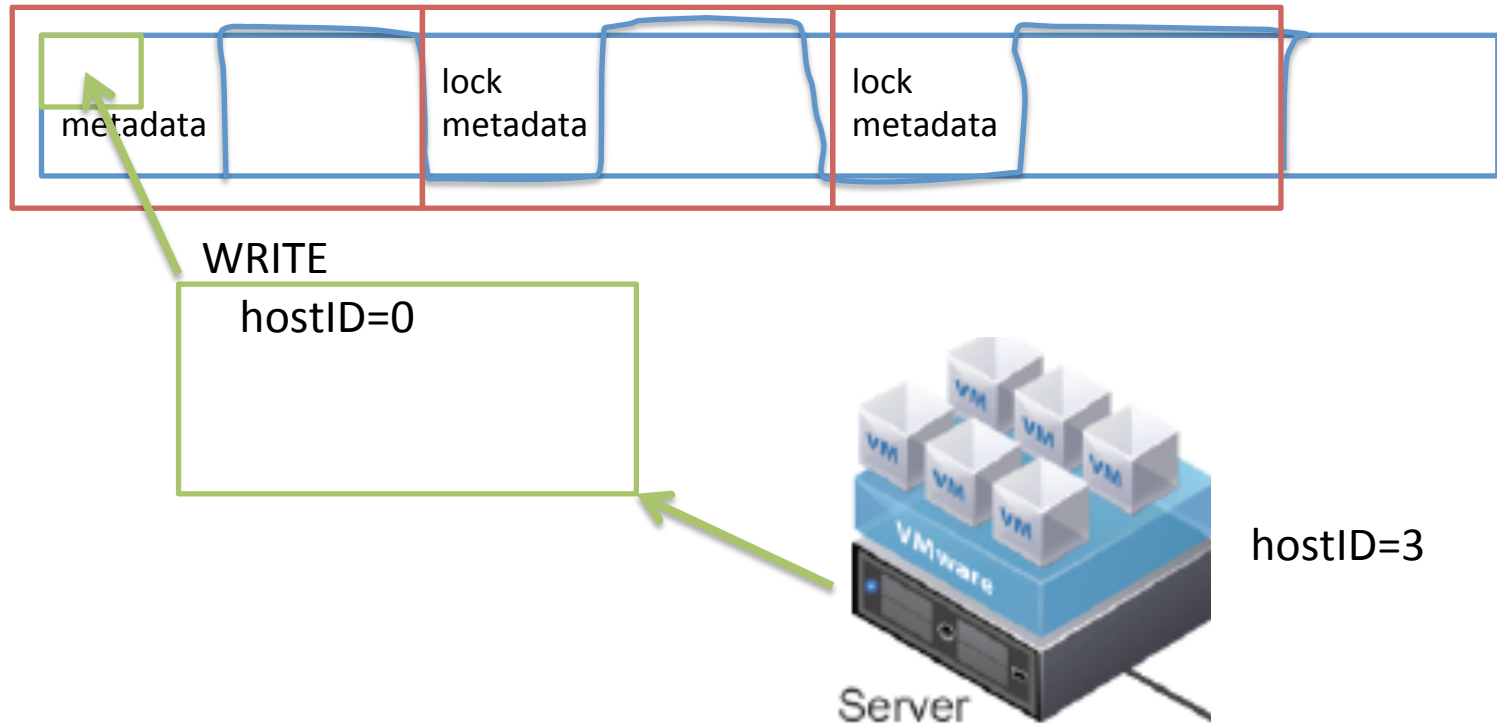 metadata
lock
metadata
lock
metadata
WRITE
hostID=0
VM
VM
VM
VM
VM
VM
VMware
hostID=3
Server